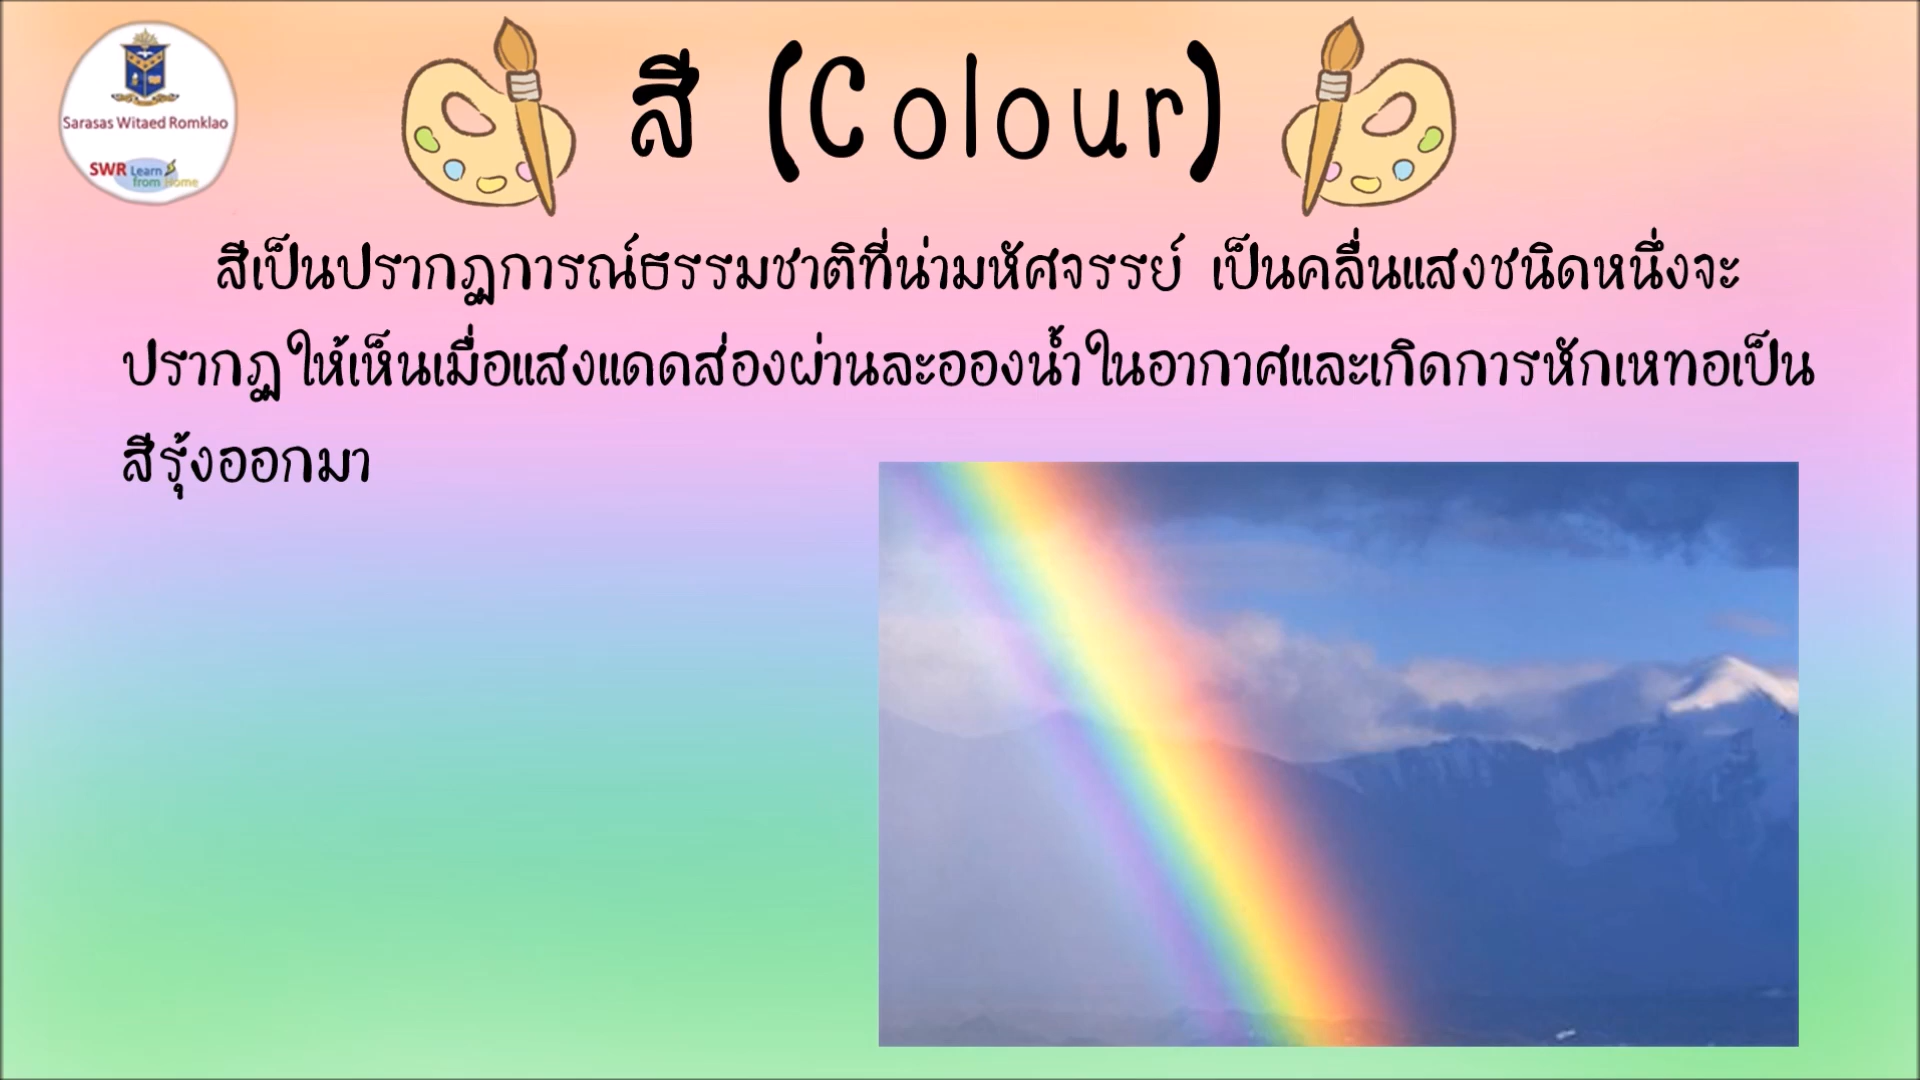 Sarasas Witaed Romklao
SWR Learn from Home
สี (Colour)
สีเป็นปรากฏการณ์ธรรมชาติที่น่ามหัศจรรย์ เป็นคลื่นแสงชนิดหนึ่งจะ
ปรากฏให้เห็นเมื่อแสงแดดส่องผ่านละอองน้ำในอากาศและเกิดการหักเหทอเป็น
สีรุ้งออกมา